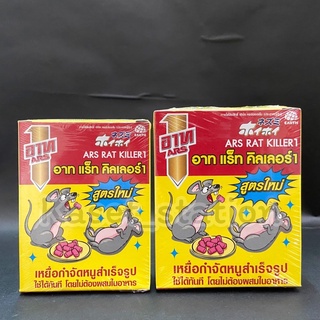 อาท
ARS
EARTH
ARS RAT KILLER1
อาท แร็ท คิลเลอร์1
สูตรใหม่
เหยื่อกำจัดหนูสำเร็จรูป
ใช้ได้ทันที โดยไม่ต้องผสมในอาหาร
อาท
ARS
EARTH
ARS RAT KILLER1
อาท แร็ท คิลเลอร์1
สูตรใหม่
เหยื่อกำจัดหนูสำเร็จรูป
ใช้ได้ทันที โดยไม่ต้องผสมในอาหาร